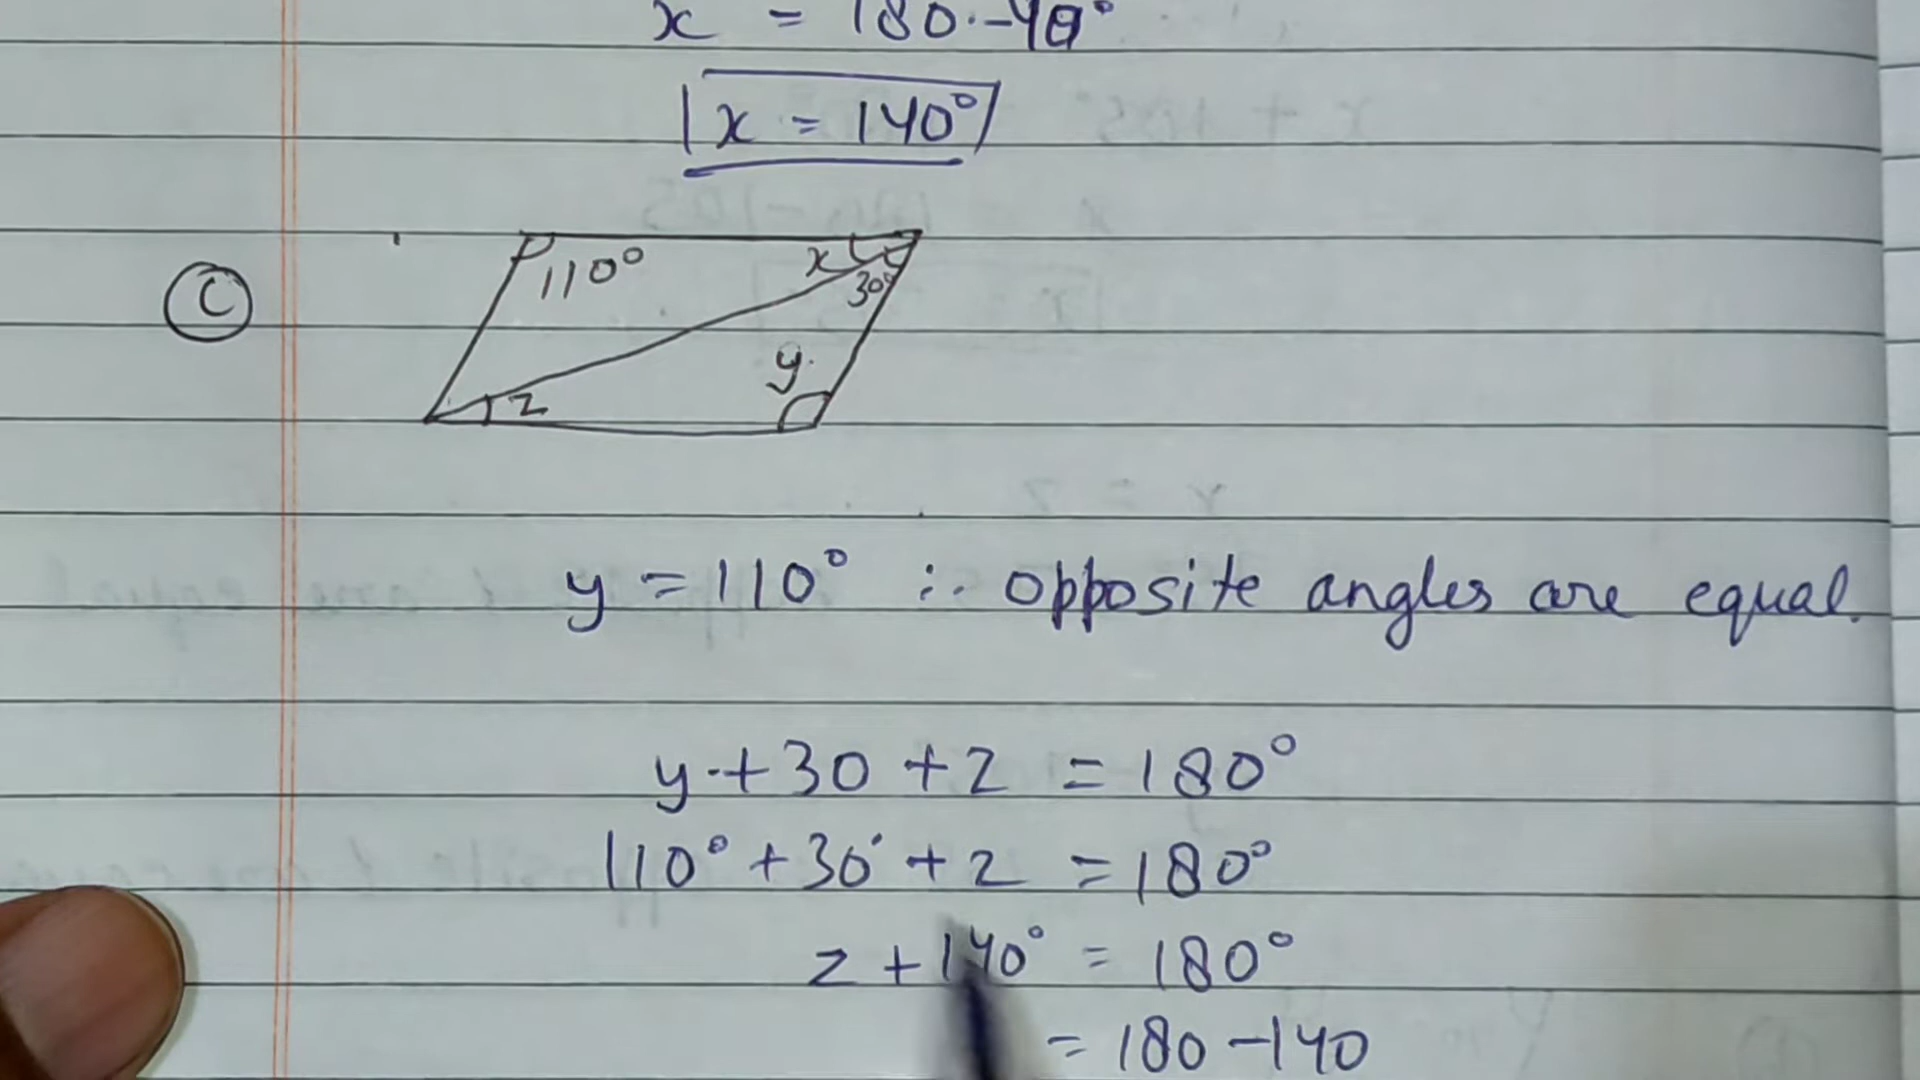 x = 180.-40°
x = 140°
C
110°
x
30°
y.
z
y = 110° ∴ opposite angles are equal.
y.+30 +z = 180°
110° +30° +z = 180°
z +140° = 180°
= 180 -140